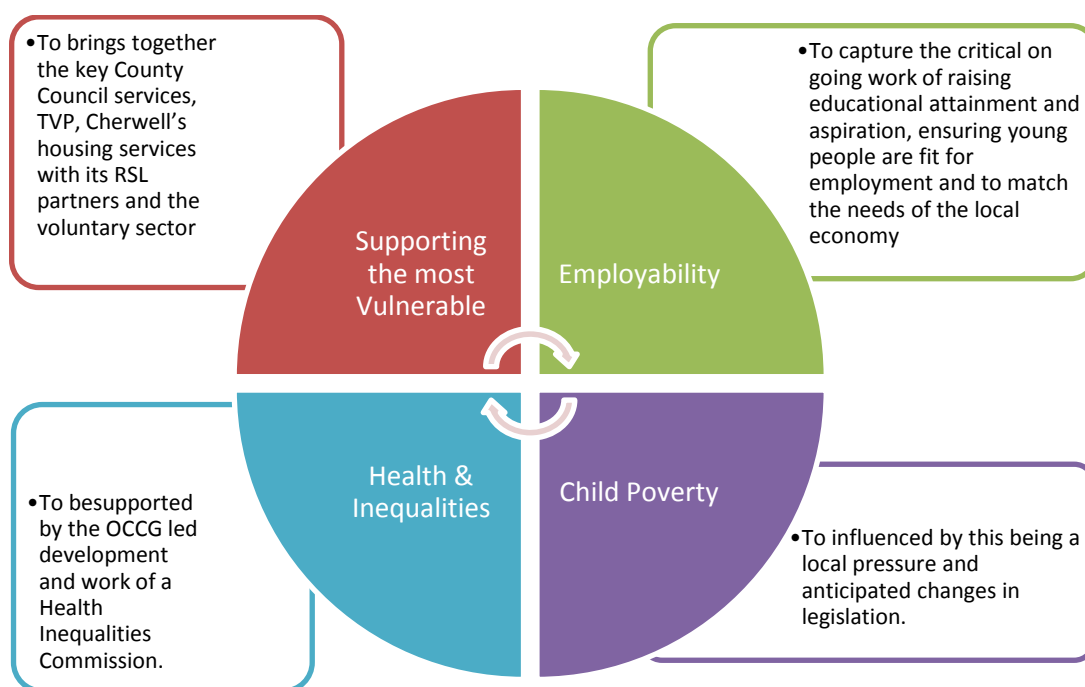 •To brings together
the key County
Council services,
TVP, Cherwell’s
housing services
with its RSL
partners and the
voluntary sector
•To capture the critical on
going work of raising
educational attainment and
aspiration, ensuring young
people are fit for
employment and to match
the needs of the local
economy
Supporting
the most
Vulnerable
Employability
Health &
Inequalities
Child Poverty
•To besupported
by the OCCG led
development
and work of a
Health
Inequalities
Commission.
•To influenced by this being a
local pressure and
anticipated changes in
legislation.